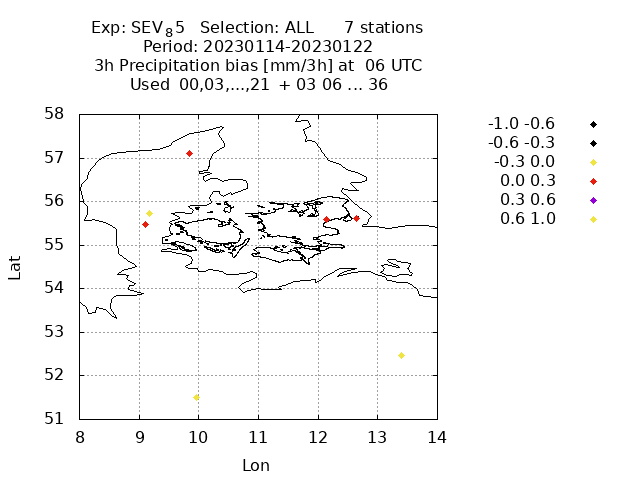 Exp: SEV₈5 Selection: ALL 7 stations
Period: 20230114-20230122
3h Precipitation bias [mm/3h] at 06 UTC
Used 00,03,...,21 + 03 06 ... 36
58
57
56
55
54
53
52
51
8 9 10 11 12 13 14
Lat
Lon
-1.0 -0.6
-0.6 -0.3
-0.3 0.0
0.0 0.3
0.3 0.6
0.6 1.0